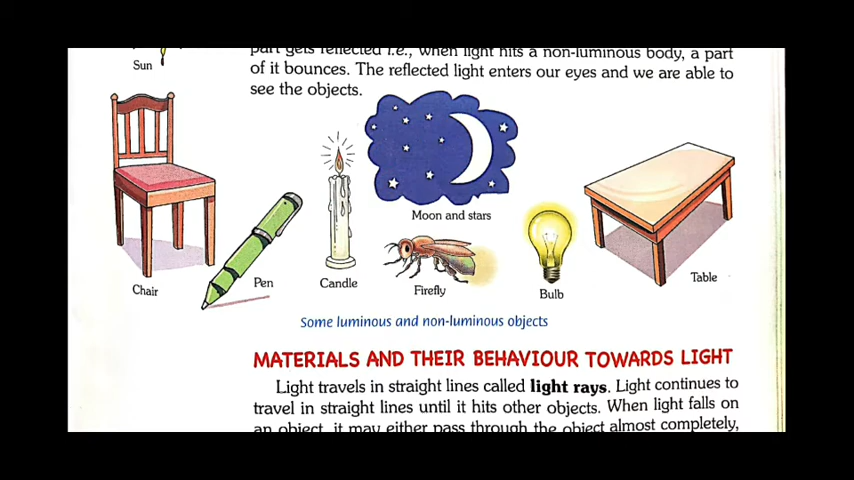 part gets reflected i.e., when light hits a non-luminous body, a part
of it bounces. The reflected light enters our eyes and we are able to
see the objects.
Sun
Moon and stars
Chair
Pen
Candle
Firefly
Bulb
Table
Some luminous and non-luminous objects
MATERIALS AND THEIR BEHAVIOUR TOWARDS LIGHT
Light travels in straight lines called light rays. Light continues to
travel in straight lines until it hits other objects. When light falls on
an object, it may either pass through the object almost completely,